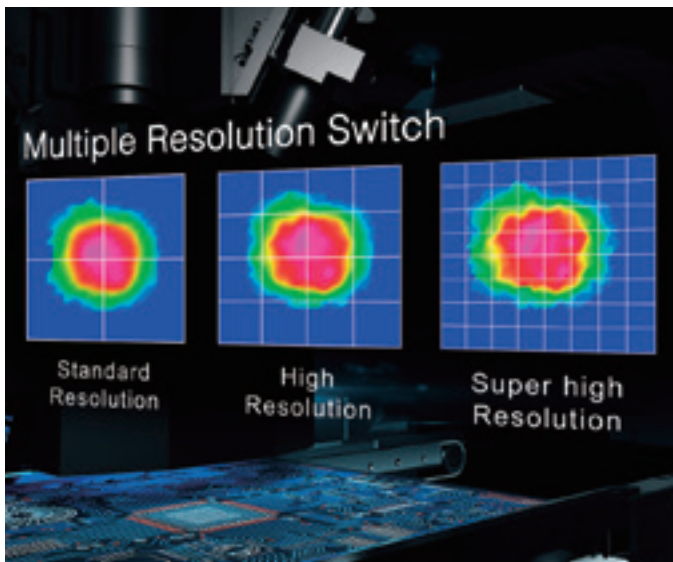 Multiple Resolution Switch
Standard
Resolution
High
Resolution
Super high
Resolution